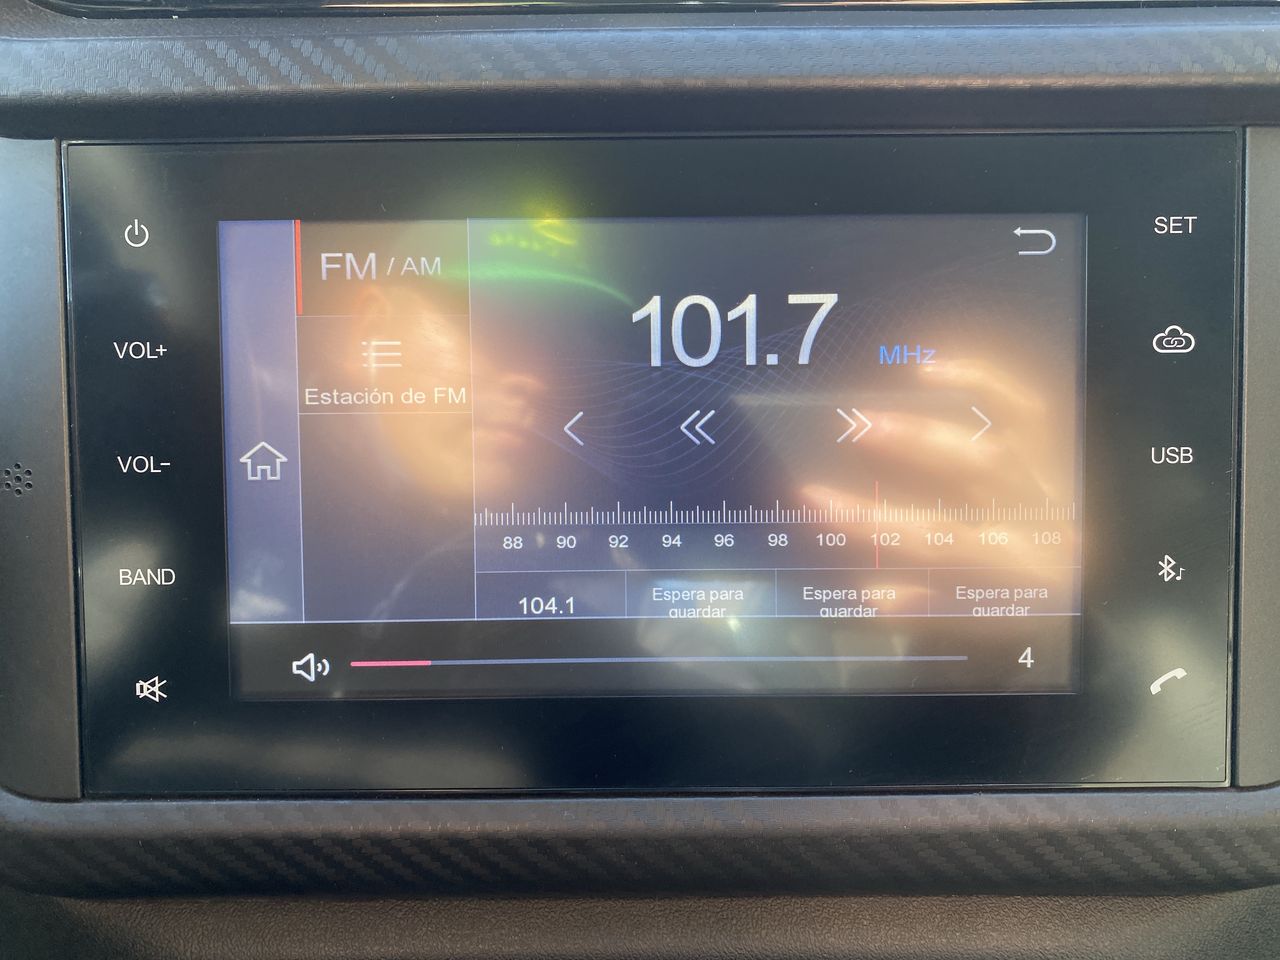 SET
FM / AM
101.7
MHz
VOL+
Estación de FM
VOL-
USB
88 90 92 94 96 98 100 102 104 106 108
BAND
104.1
Espera para
guardar
Espera para
guardar
Espera para
guardar
4